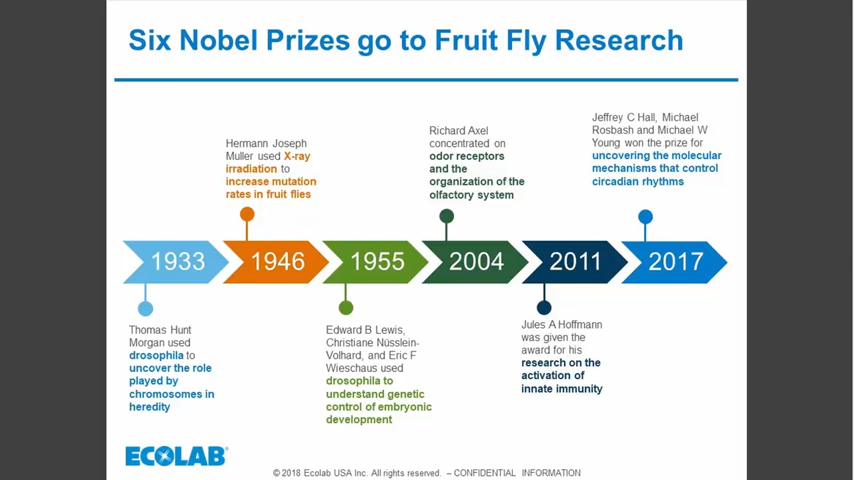 Six Nobel Prizes go to Fruit Fly Research
Hermann Joseph
Muller used X-ray
irradiation to
increase mutation
rates in fruit flies
Richard Axel
concentrated on
odor receptors
and the
organization of the
olfactory system
Jeffrey C Hall, Michael
Rosbash and Michael W
Young won the prize for
uncovering the molecular
mechanisms that control
circadian rhythms
1933
1946
1955
2004
2011
2017
Thomas Hunt
Morgan used
drosophila to
uncover the role
played by
chromosomes in
heredity
Edward B Lewis,
Christiane Nüsslein-
Volhard, and Eric F
Wieschaus used
drosophila to
understand genetic
control of embryonic
development
Jules A Hoffmann
was given the
award for his
research on the
activation of
innate immunity
ECOLAB®
© 2018 Ecolab USA Inc. All rights reserved. – CONFIDENTIAL INFORMATION